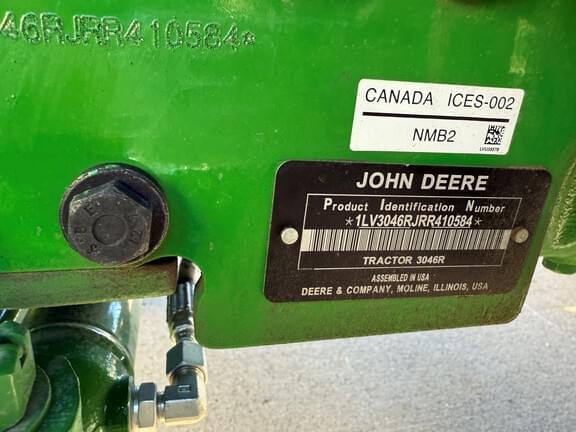 46RJRR410584*
CANADA ICES-002
NMB2
JOHN DEERE
Product Identification Number
*1LV3046RJRR410584*
TRACTOR 3046R
ASSEMBLED IN USA
DEERE & COMPANY, MOLINE, ILLINOIS, USA